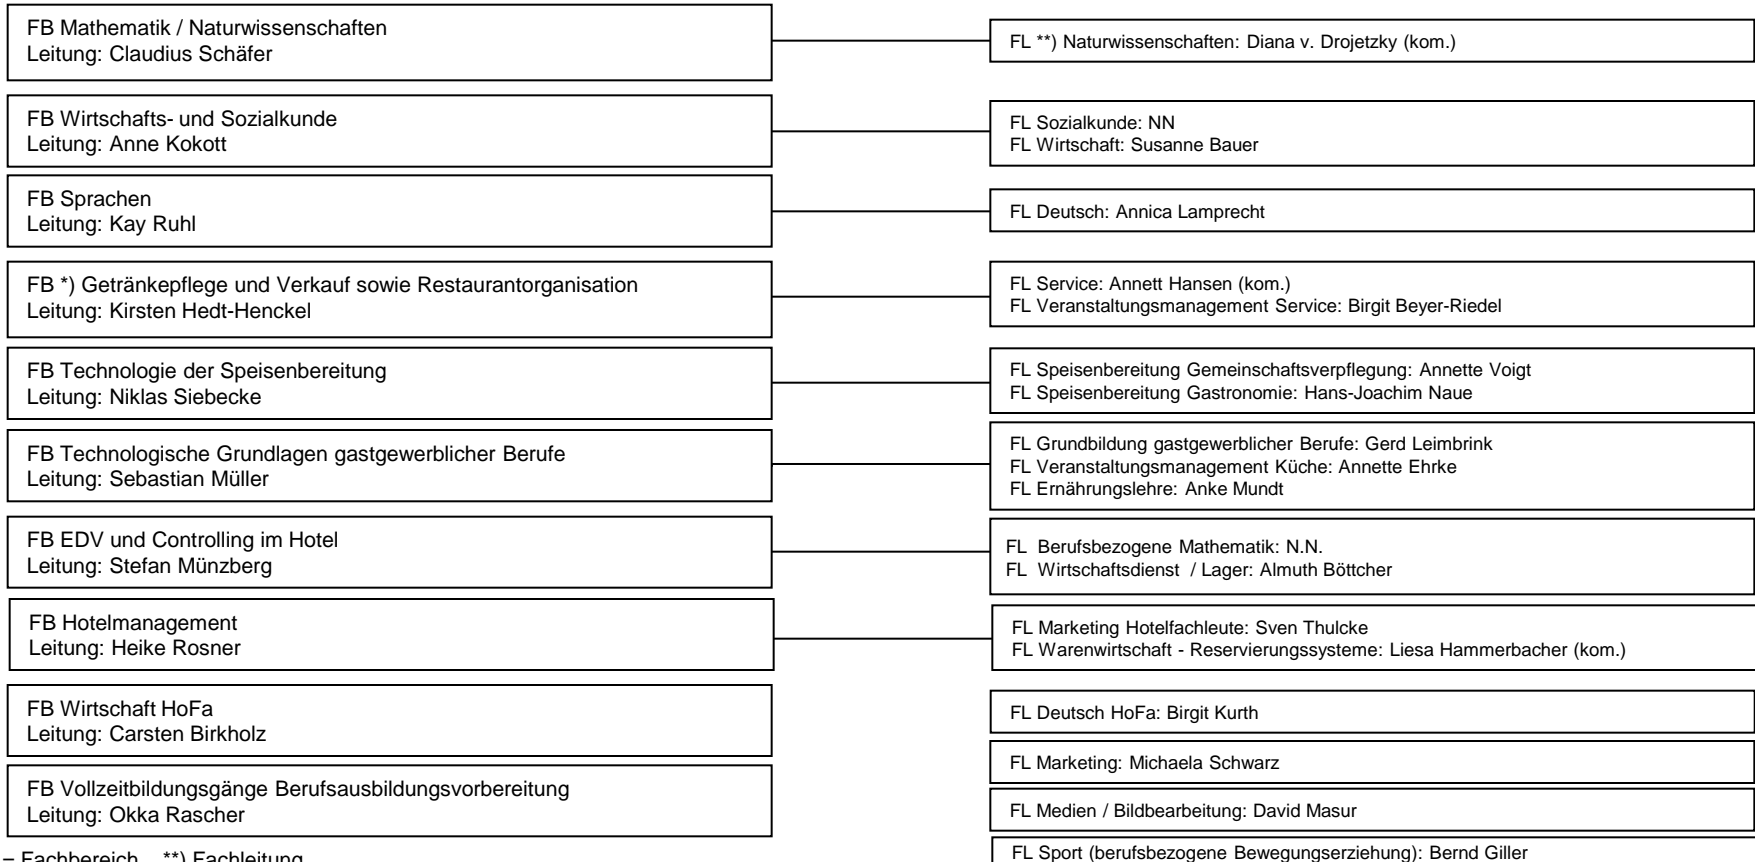 FB Mathematik / Naturwissenschaften
Leitung: Claudius Schäfer
FL **) Naturwissenschaften: Diana v. Drojetzky (kom.)
FB Wirtschafts- und Sozialkunde
Leitung: Anne Kokott
FL Sozialkunde: NN
FL Wirtschaft: Susanne Bauer
FB Sprachen
Leitung: Kay Ruhl
FL Deutsch: Annica Lamprecht
FB *) Getränkepflege und Verkauf sowie Restaurantorganisation
Leitung: Kirsten Hedt-Henckel
FL Service: Annett Hansen (kom.)
FL Veranstaltungsmanagement Service: Birgit Beyer-Riedel
FB Technologie der Speisenbereitung
Leitung: Niklas Siebecke
FL Speisenbereitung Gemeinschaftsverpflegung: Annette Voigt
FL Speisenbereitung Gastronomie: Hans-Joachim Naue
FB Technologische Grundlagen gastgewerblicher Berufe
Leitung: Sebastian Müller
FL Grundbildung gastgewerblicher Berufe: Gerd Leimbrink
FL Veranstaltungsmanagement Küche: Annette Ehrke
FL Ernährungslehre: Anke Mundt
FB EDV und Controlling im Hotel
Leitung: Stefan Münzberg
FL Berufsbezogene Mathematik: N.N.
FL Wirtschaftsdienst / Lager: Almuth Böttcher
FB Hotelmanagement
Leitung: Heike Rosner
FL Marketing Hotelfachleute: Sven Thulcke
FL Warenwirtschaft - Reservierungssysteme: Liesa Hammerbacher (kom.)
FB Wirtschaft HoFa
Leitung: Carsten Birkholz
FL Deutsch HoFa: Birgit Kurth
FL Marketing: Michaela Schwarz
FB Vollzeitbildungsgänge Berufsausbildungsvorbereitung
Leitung: Okka Rascher
FL Medien / Bildbearbeitung: David Masur
FL Sport (berufsbezogene Bewegungserziehung): Bernd Giller
= Fachbereich **) Fachleitung